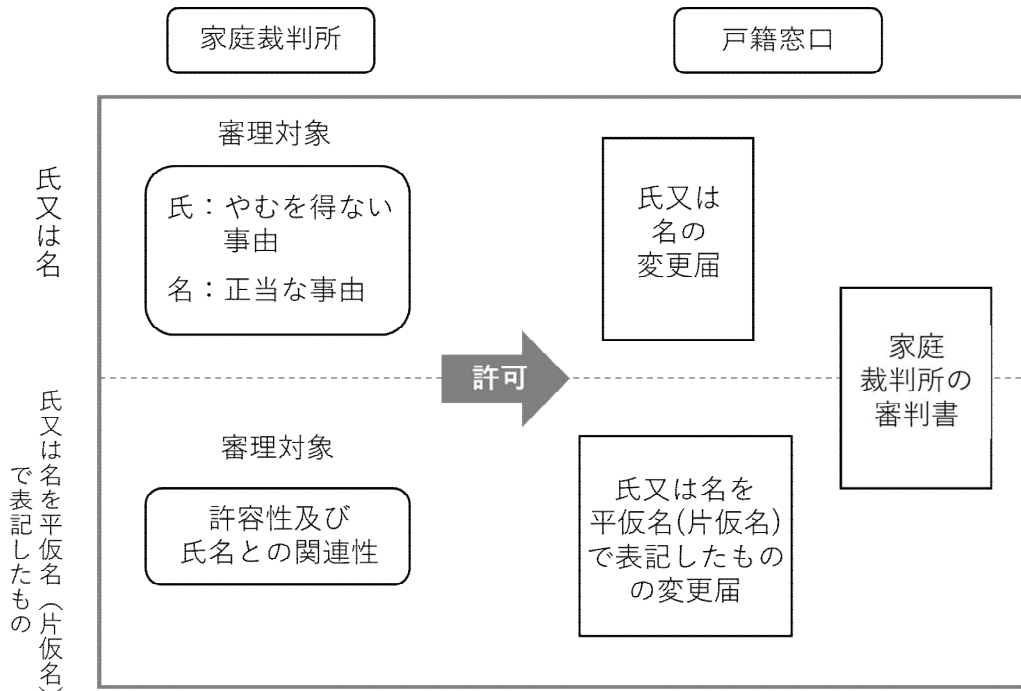 家庭裁判所
戸籍窓口
氏又は名
審理対象
氏：やむを得ない
事由
名：正当な事由
氏又は
名の
変更届
許可
家庭
裁判所の
審判書
氏又は名を平仮名（片仮名）
で表記したもの
審理対象
許容性及び
氏名との関連性
氏又は名を
平仮名(片仮名)
で表記したもの
の変更届